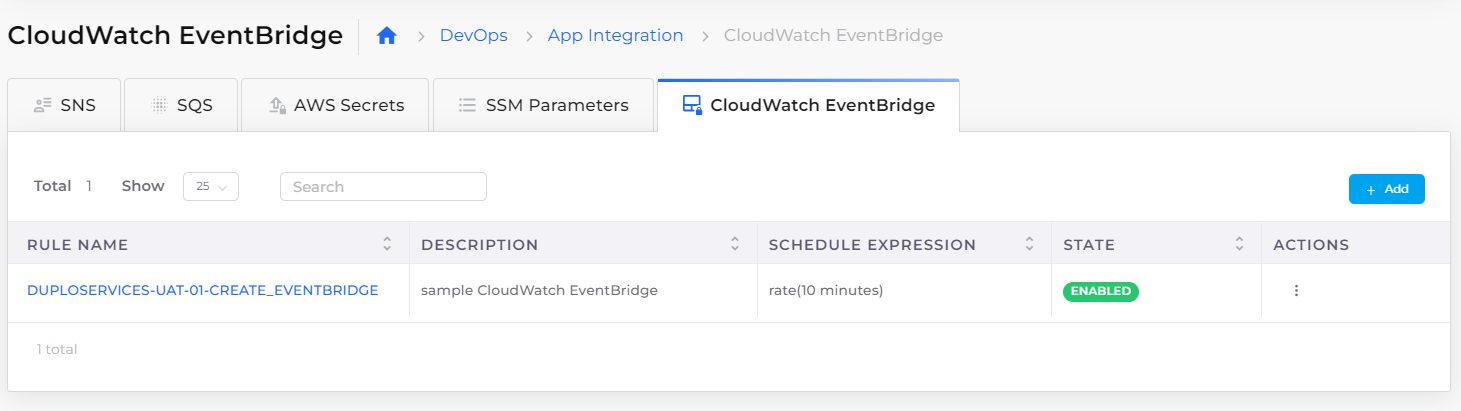 CloudWatch EventBridge DevOps App Integration CloudWatch EventBridge
SNS SQS AWS Secrets SSM Parameters CloudWatch EventBridge
Total 1 Show 25 Search + Add
RULE NAME DESCRIPTION SCHEDULE EXPRESSION STATE ACTIONS
DUPLOSERVICES-UAT-01-CREATE_EVENTBRIDGE sample CloudWatch EventBridge rate(10 minutes) ENABLED
1 total